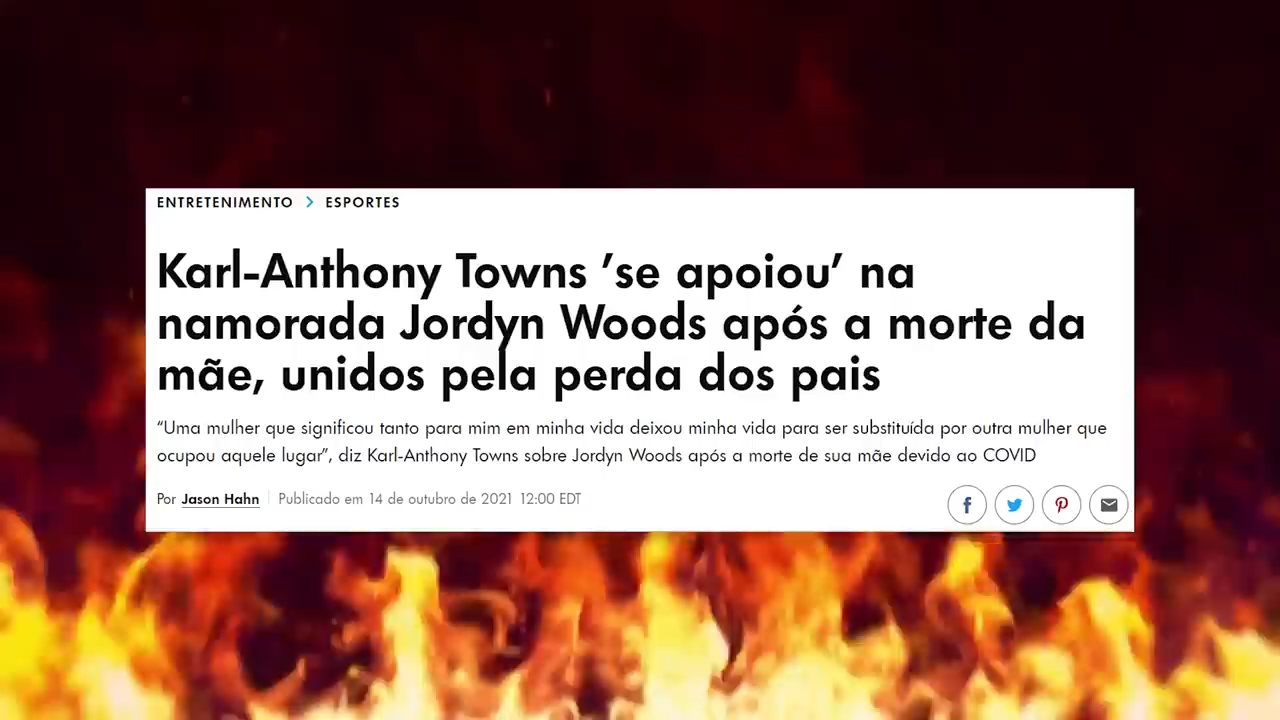 ENTRETENIMENTO > ESPORTES
Karl-Anthony Towns ’se apoiou’ na
namorada Jordyn Woods após a morte da
mãe, unidos pela perda dos pais
“Uma mulher que significou tanto para mim em minha vida deixou minha vida para ser substituída por outra mulher que
ocupou aquele lugar”, diz Karl-Anthony Towns sobre Jordyn Woods após a morte de sua mãe devido ao COVID
Por Jason Hahn | Publicado em 14 de outubro de 2021 12:00 EDT